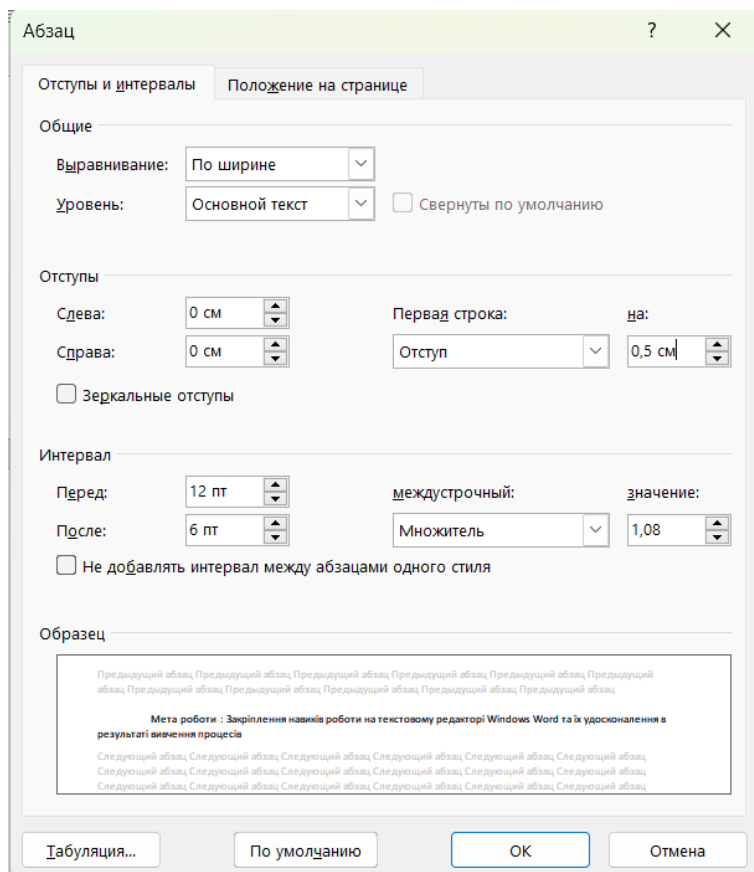 Абзац ?
Отступы и интервалы Положение на странице
Общие
Выравнивание: По ширине
Уровень: Основной текст Свернуты по умолчанию
Отступы
Слева: 0 см Первая строка: на:
Справа: 0 см Отступ 0,5 см
Зеркальные отступы
Интервал
Перед: 12 пт междустрочный: значение:
После: 6 пт Множитель 1,08
Не добавлять интервал между абзацами одного стиля
Образец
Предыдущий абзац Предыдущий абзац Предыдущий абзац Предыдущий абзац Предыдущий абзац Предыдущий
абзац Предыдущий абзац Предыдущий абзац Предыдущий абзац Предыдущий абзац Предыдущий абзац
Мета роботи : Закріплення навиків роботи на текстовому редакторі Windows Word та їх удосконалення в
результаті вивчення процесів
Следующий абзац Следующий абзац Следующий абзац Следующий абзац Следующий абзац Следующий абзац
Следующий абзац Следующий абзац Следующий абзац Следующий абзац Следующий абзац Следующий абзац
Следующий абзац Следующий абзац Следующий абзац Следующий абзац Следующий абзац Следующий абзац
Табуляция... По умолчанию ОК Отмена